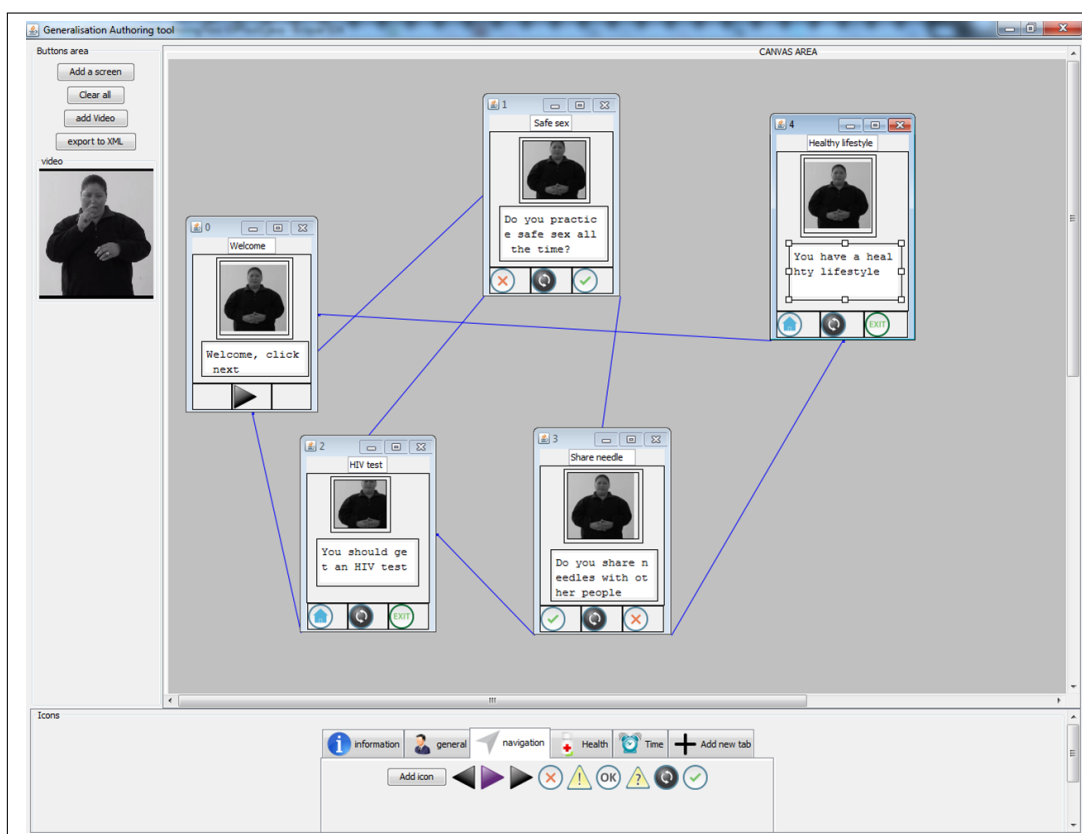 Generalisation Authoring tool
Buttons area
Add a screen
Clear all
add Video
export to XML
video
CANVAS AREA
0
Welcome
Welcome, click
next
1
Safe sex
Do you practic
e safe sex all
the time?
4
Healthy lifestyle
You have a heal
hty lifestyle
EXIT
2
HIV test
You should ge
t an HIV test
EXIT
3
Share needle
Do you share n
eedles with ot
her people
Icons
information
general
navigation
Health
Time
Add new tab
Add icon
OK